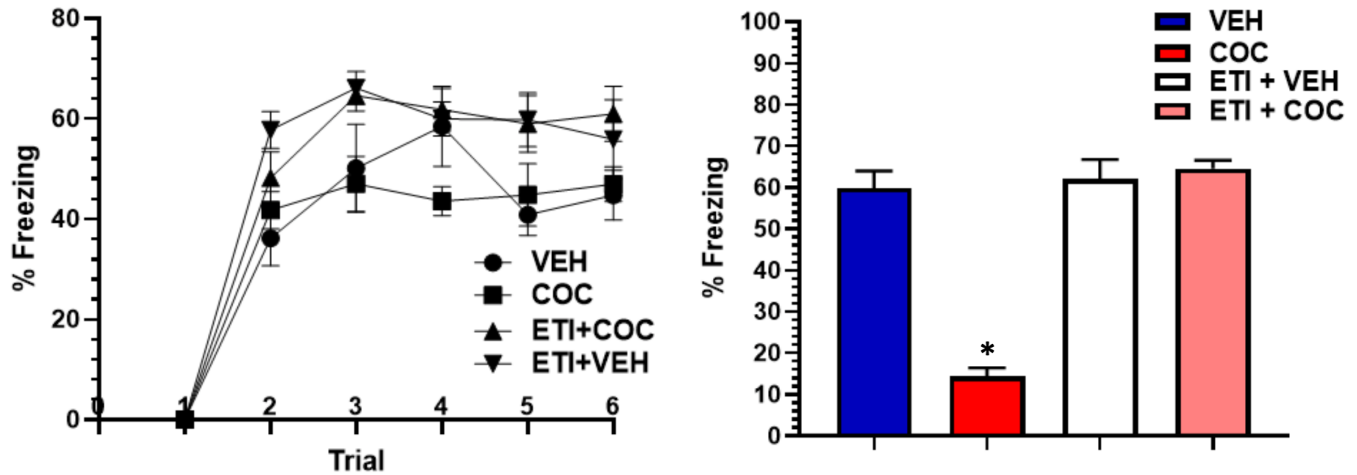 80
60
40
20
0
% Freezing
0 1 2 3 4 5 6
Trial
VEH
COC
ETI+COC
ETI+VEH
100
90
80
70
60
50
40
30
20
10
0
% Freezing
*
VEH
COC
ETI + VEH
ETI + COC